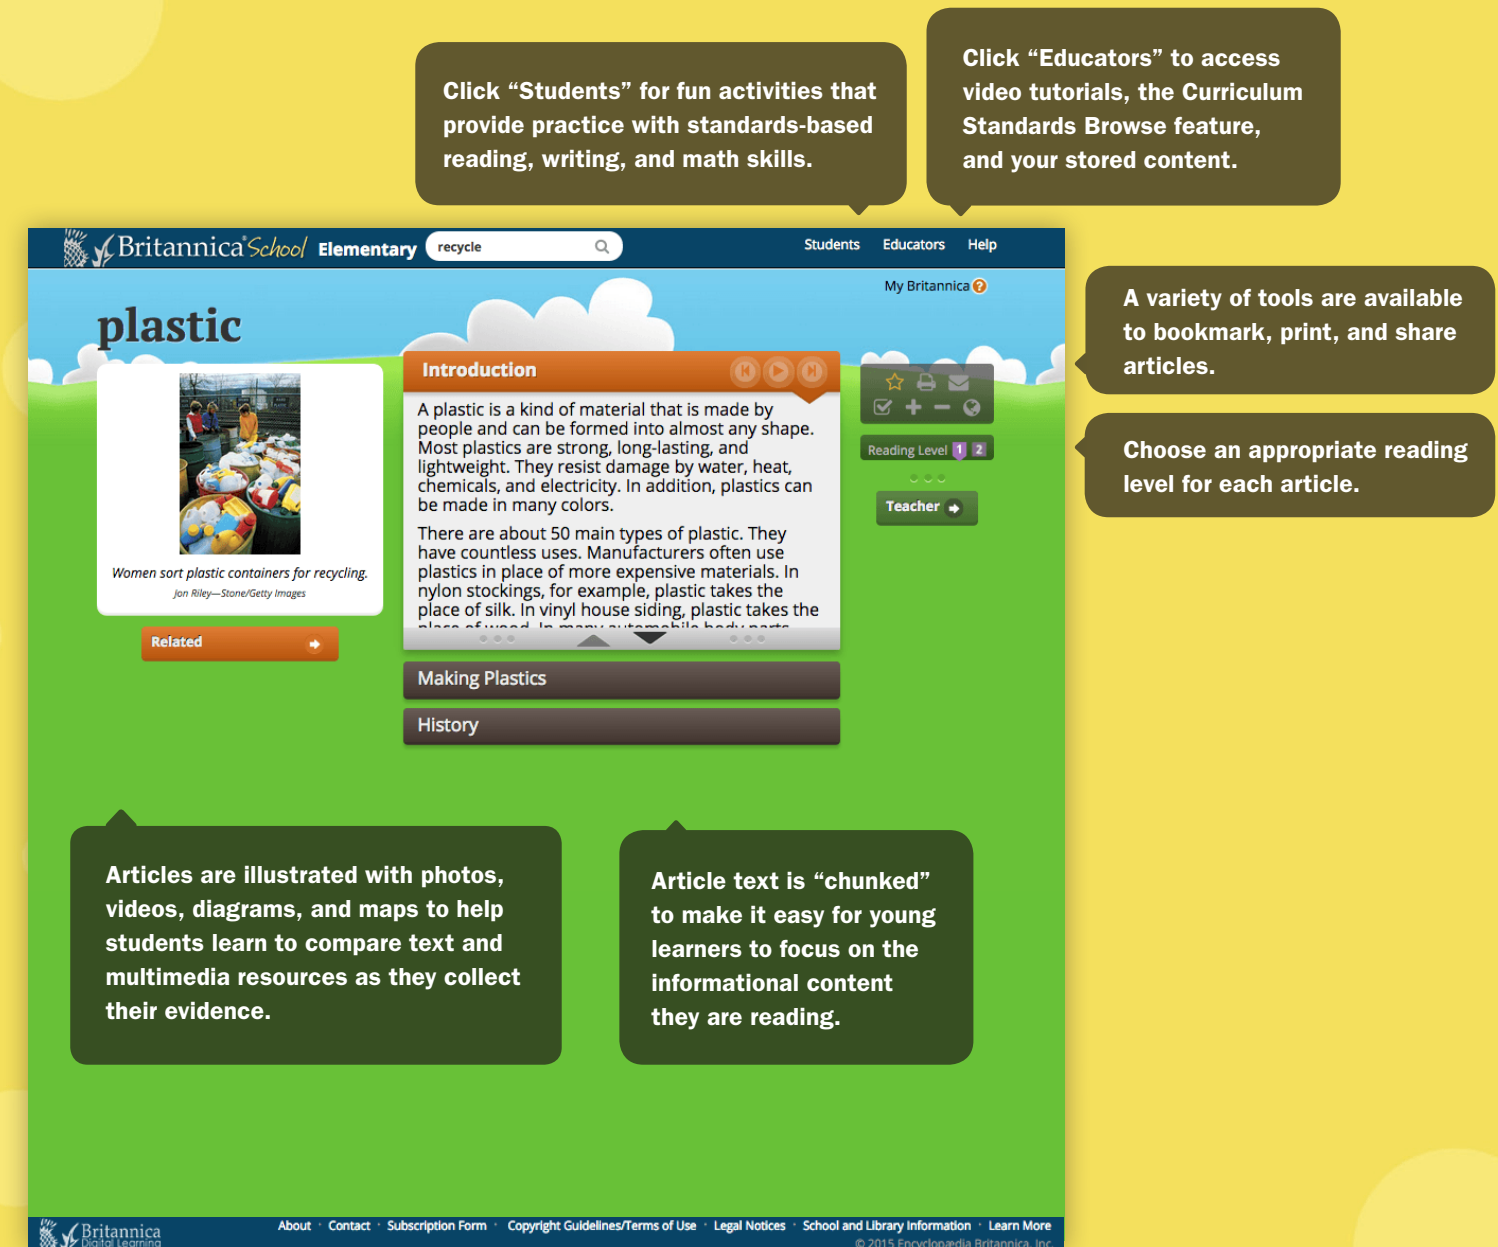 Click “Students” for fun activities that
provide practice with standards-based
reading, writing, and math skills.
Click “Educators” to access
video tutorials, the Curriculum
Standards Browse feature,
and your stored content.
Britannica® School Elementary
recycle
Students Educators Help
My Britannica ?
plastic
A variety of tools are available
to bookmark, print, and share
articles.
Introduction
A plastic is a kind of material that is made by
people and can be formed into almost any shape.
Most plastics are strong, long-lasting, and
lightweight. They resist damage by water, heat,
chemicals, and electricity. In addition, plastics can
be made in many colors.
There are about 50 main types of plastic. They
have countless uses. Manufacturers often use
plastics in place of more expensive materials. In
nylon stockings, for example, plastic takes the
place of silk. In vinyl house siding, plastic takes the
place of wood. In many automobile body parts
Reading Level 1 2
Teacher
Choose an appropriate reading
level for each article.
Women sort plastic containers for recycling.
Jon Riley—Stone/Getty Images
Related
Making Plastics
History
Articles are illustrated with photos,
videos, diagrams, and maps to help
students learn to compare text and
multimedia resources as they collect
their evidence.
Article text is “chunked”
to make it easy for young
learners to focus on the
informational content
they are reading.
Britannica
Digital Learning
About · Contact · Subscription Form · Copyright Guidelines/Terms of Use · Legal Notices · School and Library Information · Learn More
© 2015 Encyclopædia Britannica, Inc.